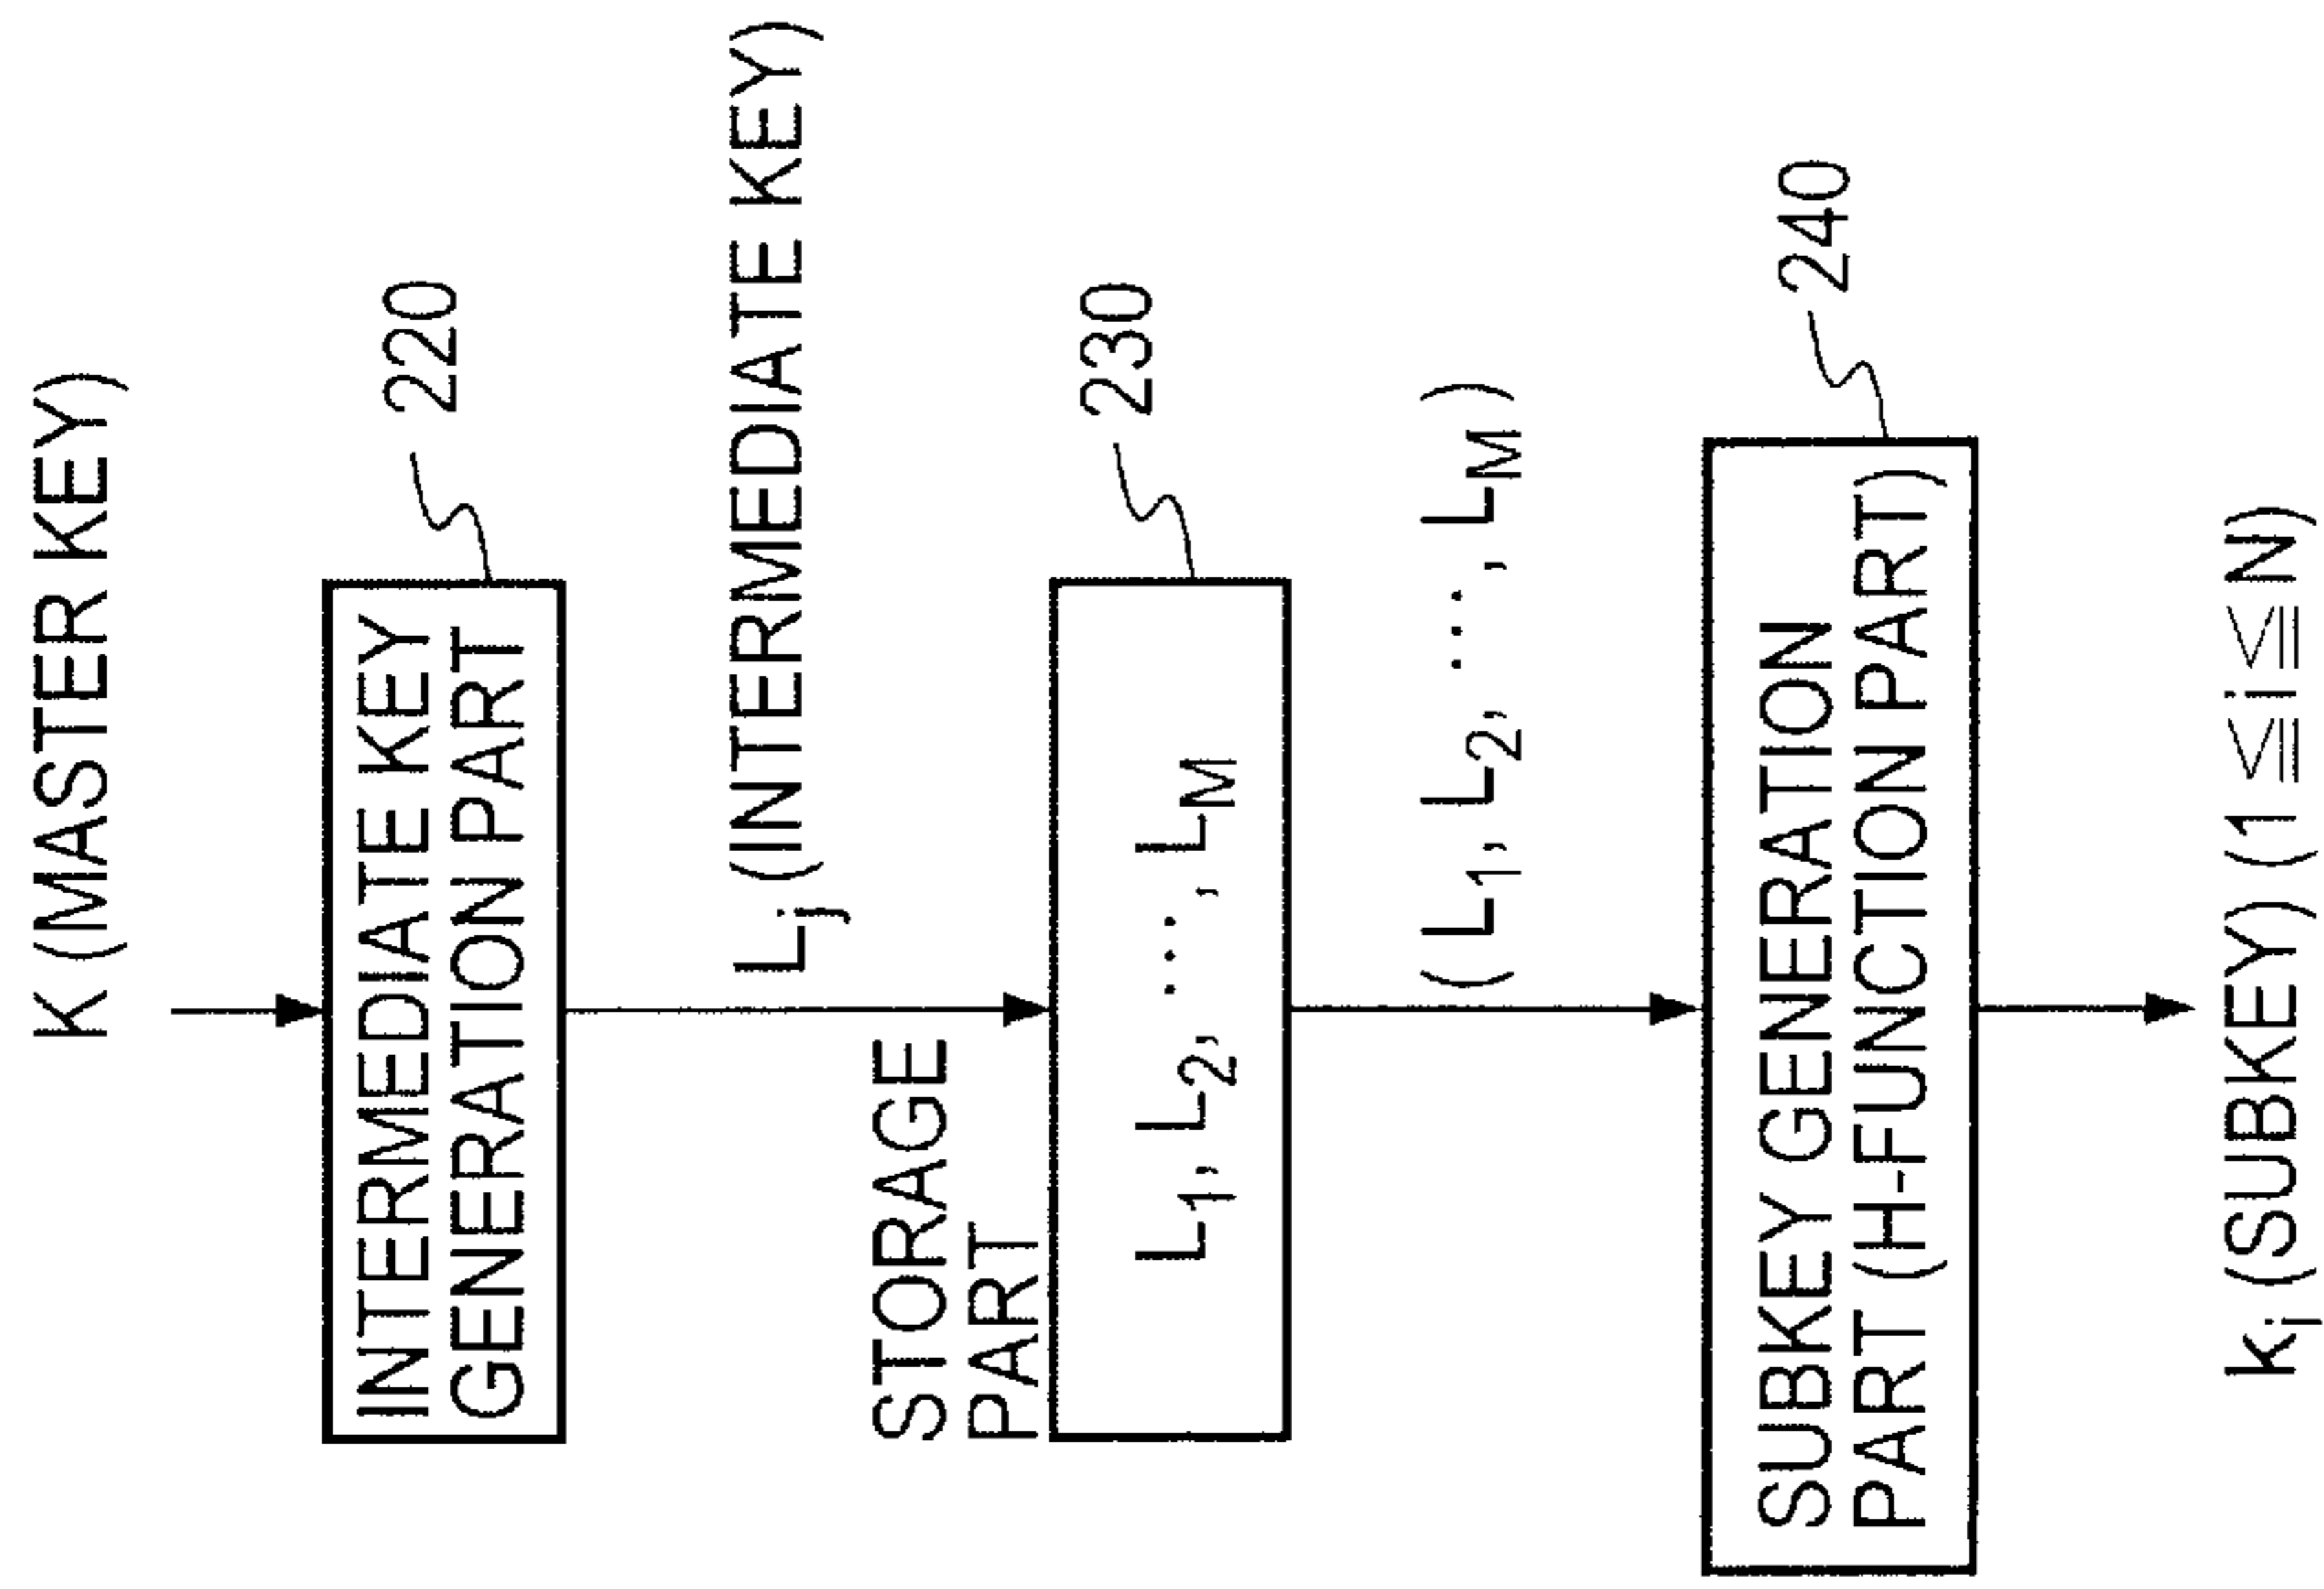 K (MASTER KEY)
INTERMEDIATE KEY
GENERATION PART
220
Lj (INTERMEDIATE KEY)
STORAGE
PART
230
L1, L2, ... , LM
(L1, L2, ... , LM)
240
SUBKEY GENERATION
PART (H-FUNCTION PART)
ki (SUBKEY) (1≦i≦N)